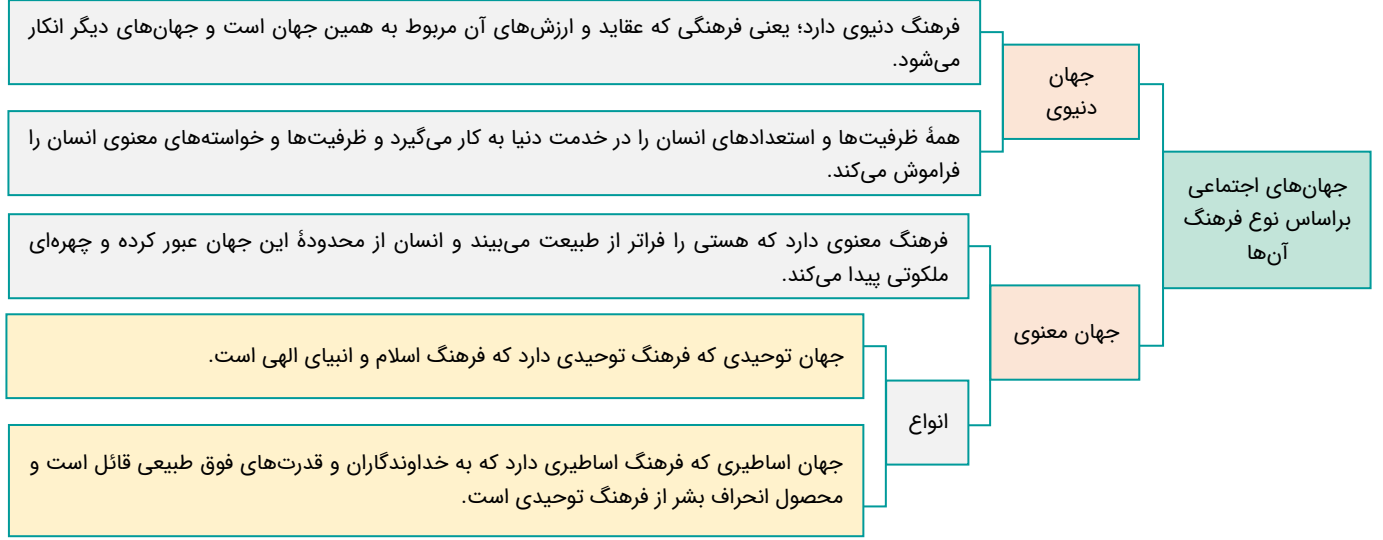 جهان‌های اجتماعی
براساس نوع فرهنگ
آن‌ها
جهان
دنیوی
فرهنگ دنیوی دارد؛ یعنی فرهنگی که عقاید و ارزش‌های آن مربوط به همین جهان است و جهان‌های دیگر انکار
می‌شود.
همهٔ ظرفیت‌ها و استعدادهای انسان را در خدمت دنیا به کار می‌گیرد و ظرفیت‌ها و خواسته‌های معنوی انسان را
فراموش می‌کند.
جهان معنوی
فرهنگ معنوی دارد که هستی را فراتر از طبیعت می‌بیند و انسان از محدودهٔ این جهان عبور کرده و چهره‌ای
ملکوتی پیدا می‌کند.
انواع
جهان توحیدی که فرهنگ توحیدی دارد که فرهنگ اسلام و انبیای الهی است.
جهان اساطیری که فرهنگ اساطیری دارد که به خداوندگاران و قدرت‌های فوق طبیعی قائل است و
محصول انحراف بشر از فرهنگ توحیدی است.